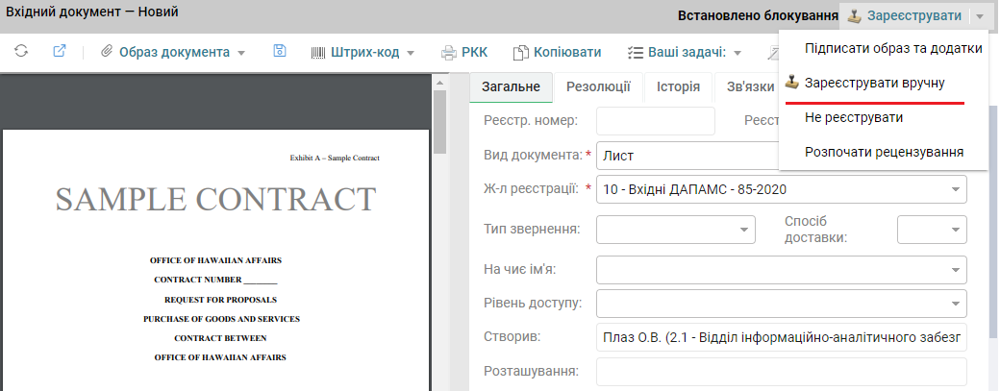 Вхідний документ — Новий
Встановлено блокування Зареєструвати
Образ документа Штрих-код РКК Копіювати Ваші задачі:
Підписати образ та додатки
Зареєструвати вручну
Не реєструвати
Розпочати рецензування
Загальне Резолюції Історія Зв'язки
Реєстр. номер: Реєст
Вид документа: * Лист
Ж-л реєстрації: * 10 - Вхідні ДАПАМС - 85-2020
Тип звернення: Спосіб доставки:
На чиє ім'я:
Рівень доступу:
Створив: Плаз О.В. (2.1 - Відділ інформаційно-аналітичного забезп
Розташування:
Exhibit A – Sample Contract
SAMPLE CONTRACT
OFFICE OF HAWAIIAN AFFAIRS
CONTRACT NUMBER ________
REQUEST FOR PROPOSALS
PURCHASE OF GOODS AND SERVICES
CONTRACT BETWEEN
OFFICE OF HAWAIIAN AFFAIRS